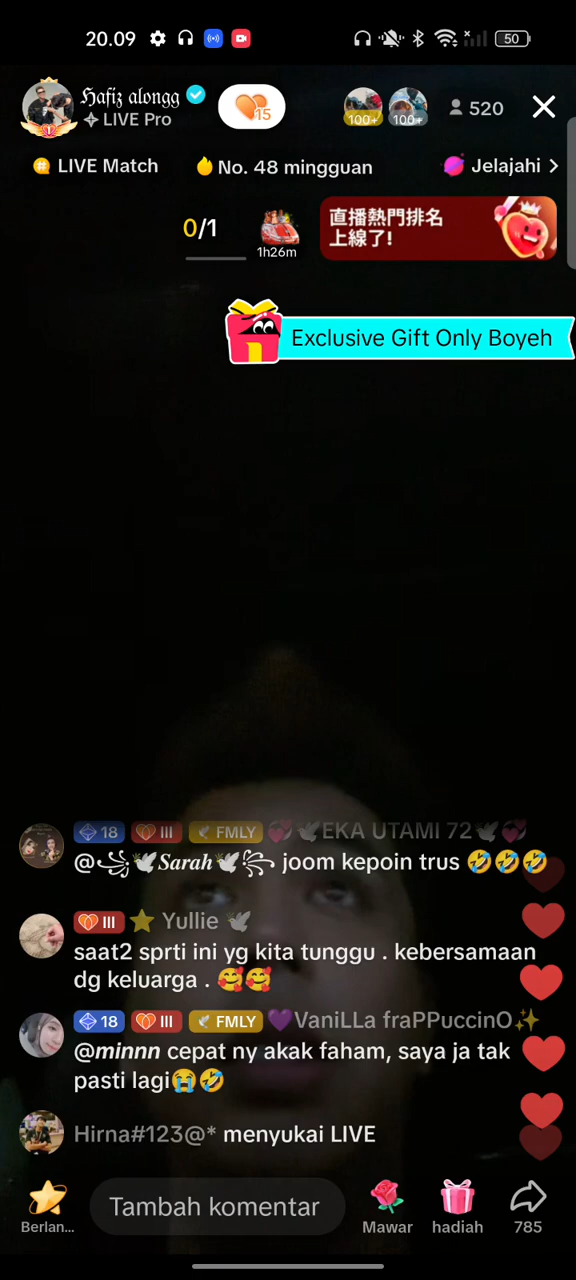 20.09
50
Hafiz alongg
LIVE Pro
15
100+
100+
520
LIVE Match
No. 48 mingguan
Jelajahi
0/1
1h26m
直播熱門排名
上線了!
Exclusive Gift Only Boyeh
18 III FMLY 💞🕊EKA UTAMI 72🕊💞
@꧁🕊Sarah🕊꧂ joom kepoin trus 🤣🤣🤣
III ⭐ Yullie 🕊
saat2 sprti ini yg kita tunggu . kebersamaan
dg keluarga . 🥰🥰
18 III FMLY 💜VaniLLa fraPPuccinO✨
@minnn cepat ny akak faham, saya ja tak
pasti lagi😭🤣
Hirna#123@* menyukai LIVE
Berlan...
Tambah komentar
Mawar
hadiah
785